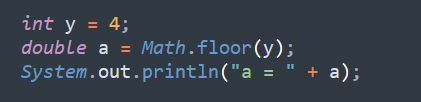 int y = 4;
double a = Math.floor(y);
System.out.println("a = " + a);